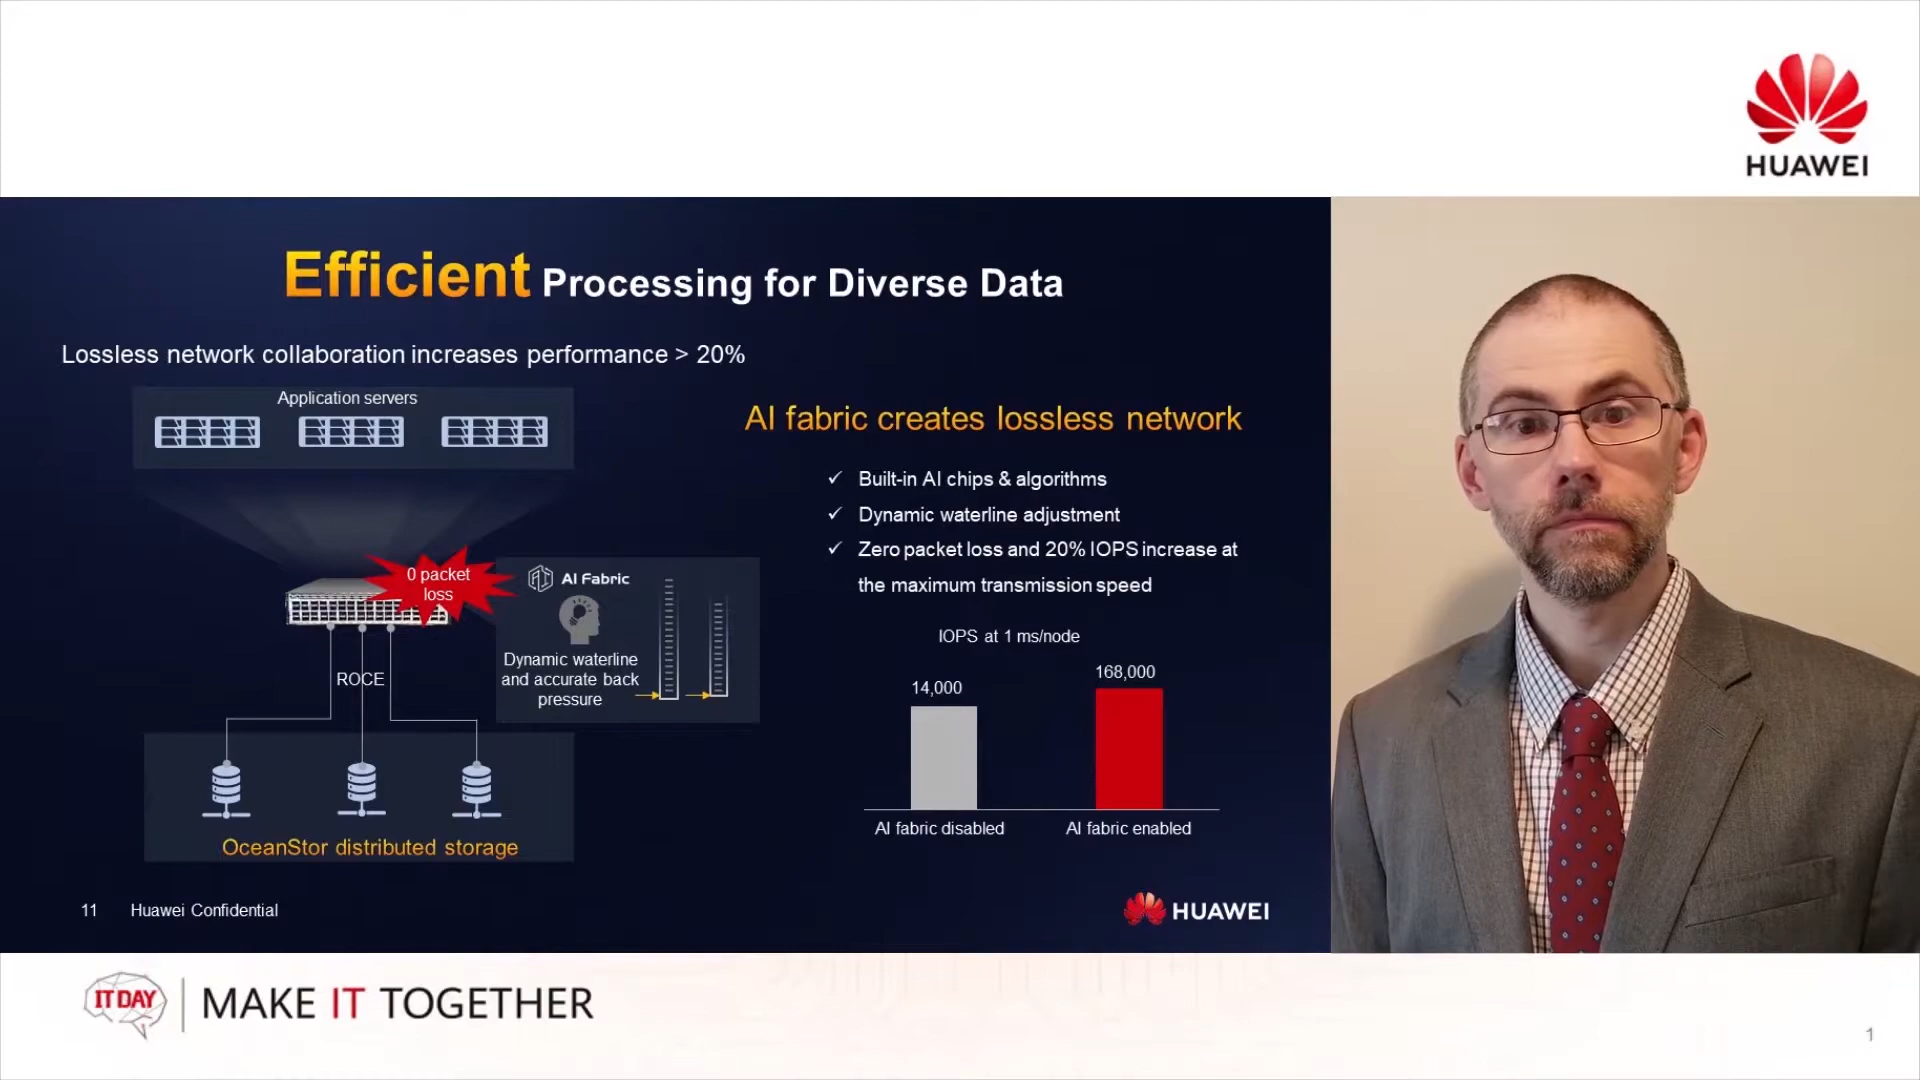 HUAWEI
Efficient Processing for Diverse Data
Lossless network collaboration increases performance > 20%
Application servers
0 packet
loss
AI Fabric
Dynamic waterline
and accurate back
pressure
ROCE
OceanStor distributed storage
AI fabric creates lossless network
✓ Built-in AI chips & algorithms
✓ Dynamic waterline adjustment
✓ Zero packet loss and 20% IOPS increase at
the maximum transmission speed
IOPS at 1 ms/node
14,000
168,000
AI fabric disabled
AI fabric enabled
11 Huawei Confidential
HUAWEI
IT DAY
MAKE IT TOGETHER
1